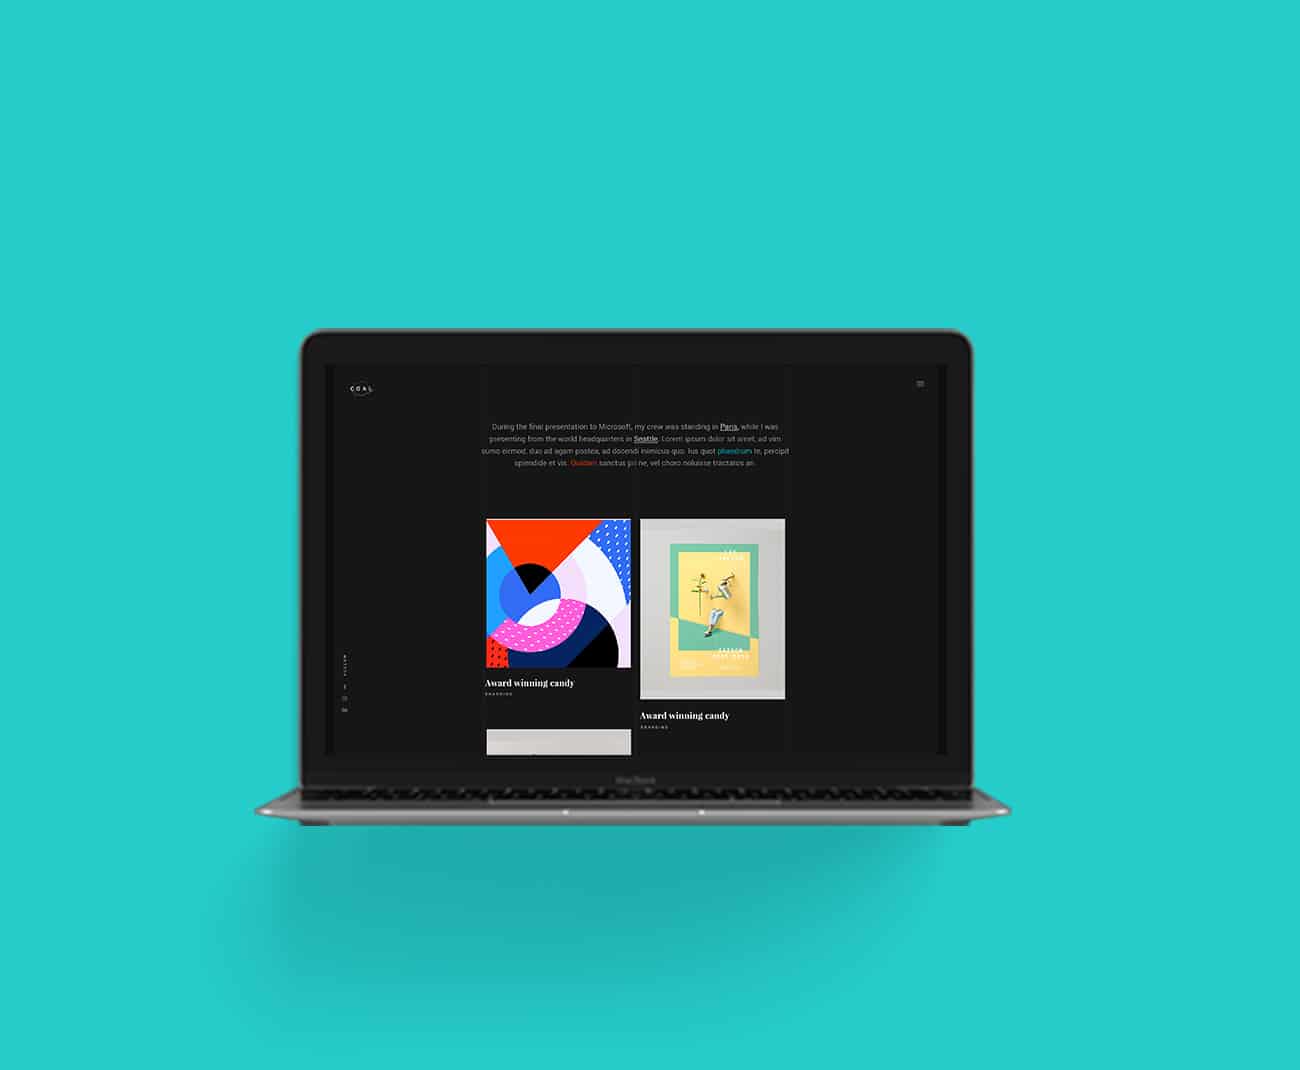 COAL
During the final presentation to Microsoft, my crew was standing in Paris, while I was
presenting from the world headquarters in Seattle. Lorem ipsum dolor sit amet, ad vim
sumo eirmod, duo ad agam postea, ad docendi inimicus quo. Ius quot phaedrum te, percipit
splendide et vis. Quidam sanctus pri ne, vel choro noluisse tractatos an.
Award winning candy
BRANDING
Award winning candy
BRANDING
FOLLOW
MacBook